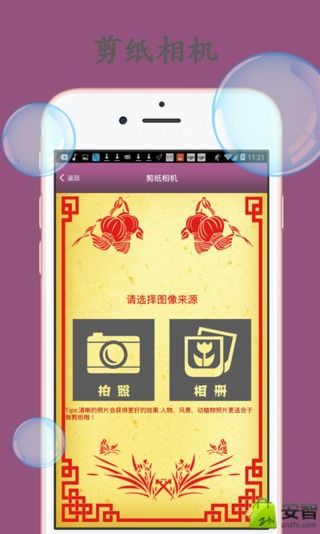 剪纸相机
11:21
返回
剪纸相机
请选择图像来源
拍照
相册
Tips:清晰的照片会获得更好的效果.人物、风景、动植物照片更适合于
做剪纸哦！
安智
anzhi.com